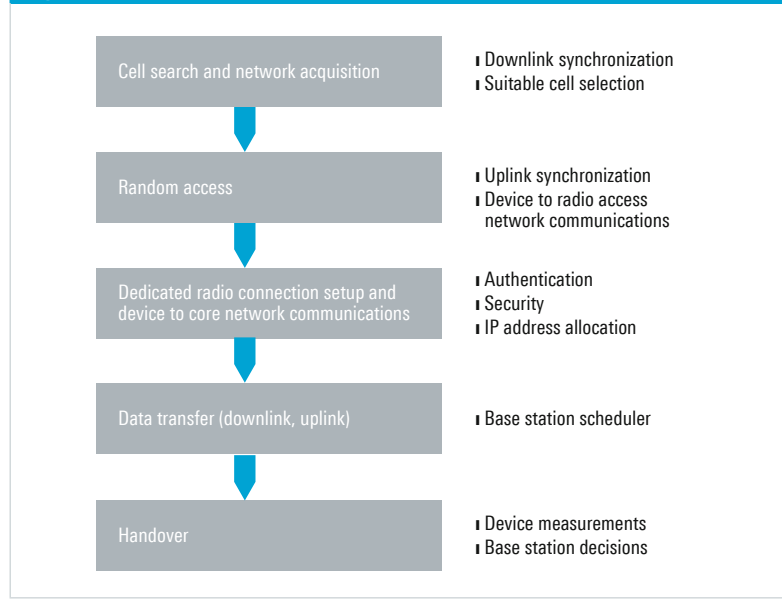 Cell search and network acquisition
ı Downlink synchronization
ı Suitable cell selection
Random access
ı Uplink synchronization
ı Device to radio access
network communications
Dedicated radio connection setup and
device to core network communications
ı Authentication
ı Security
ı IP address allocation
Data transfer (downlink, uplink)
ı Base station scheduler
Handover
ı Device measurements
ı Base station decisions